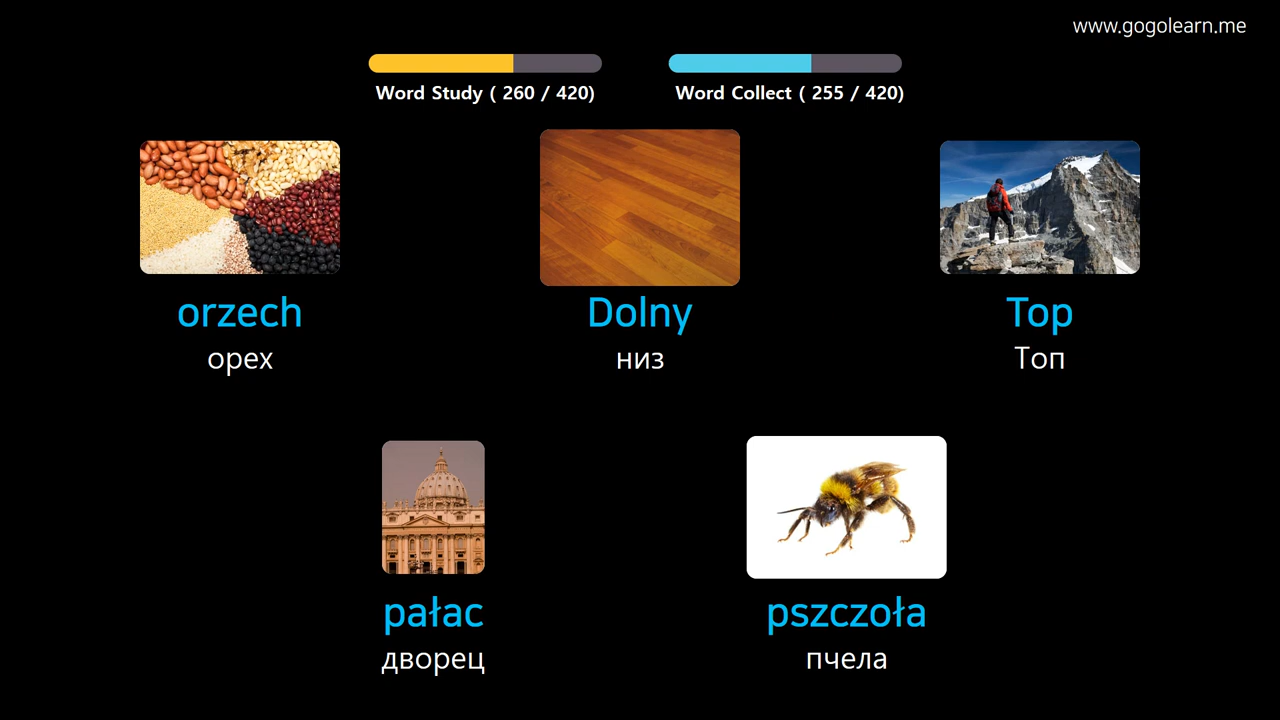 www.gogolearn.me
Word Study ( 260 / 420)
Word Collect ( 255 / 420)
orzech
орех
Dolny
низ
Top
Топ
pałac
дворец
pszczoła
пчела